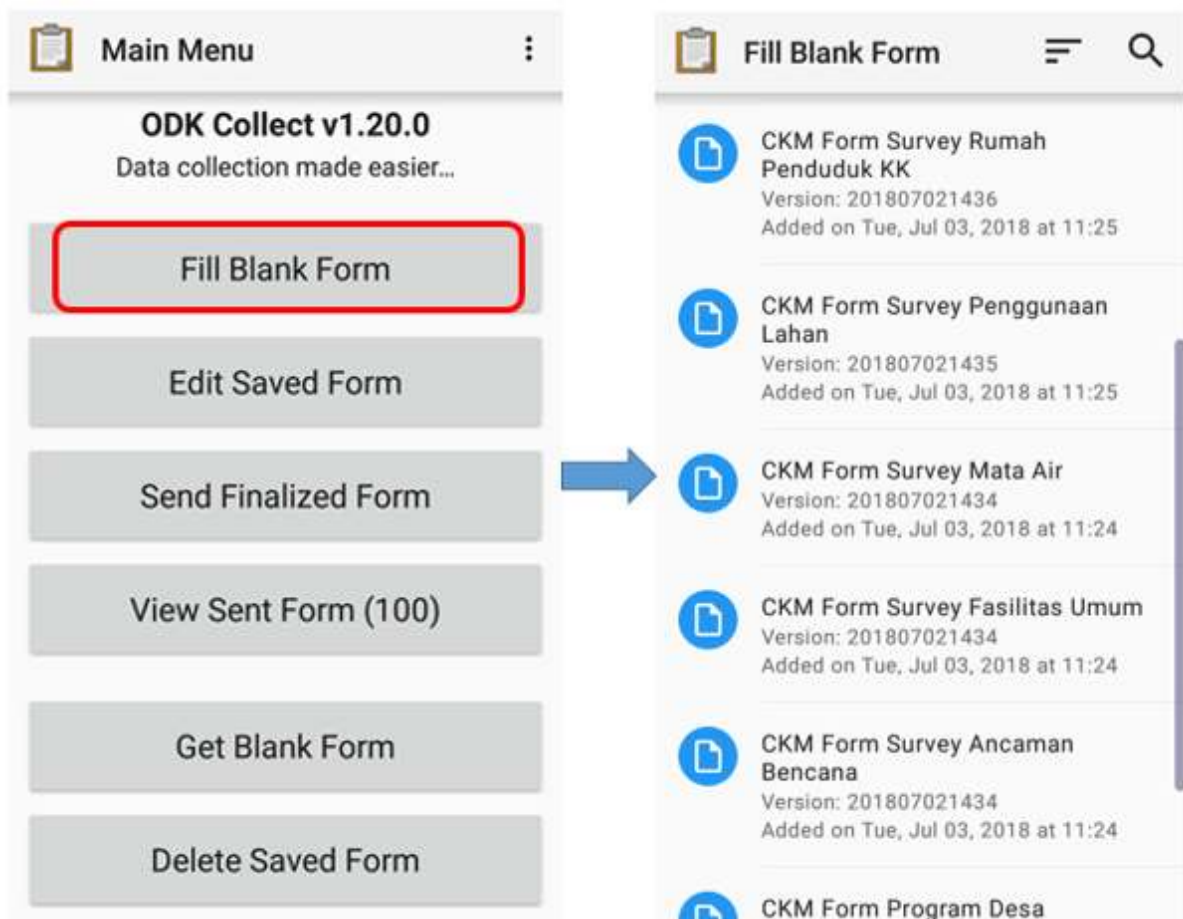 Main Menu
ODK Collect v1.20.0
Data collection made easier...
Fill Blank Form
Edit Saved Form
Send Finalized Form
View Sent Form (100)
Get Blank Form
Delete Saved Form
Fill Blank Form
CKM Form Survey Rumah
Penduduk KK
Version: 201807021436
Added on Tue, Jul 03, 2018 at 11:25
CKM Form Survey Penggunaan
Lahan
Version: 201807021435
Added on Tue, Jul 03, 2018 at 11:25
CKM Form Survey Mata Air
Version: 201807021434
Added on Tue, Jul 03, 2018 at 11:24
CKM Form Survey Fasilitas Umum
Version: 201807021434
Added on Tue, Jul 03, 2018 at 11:24
CKM Form Survey Ancaman
Bencana
Version: 201807021434
Added on Tue, Jul 03, 2018 at 11:24
CKM Form Program Desa